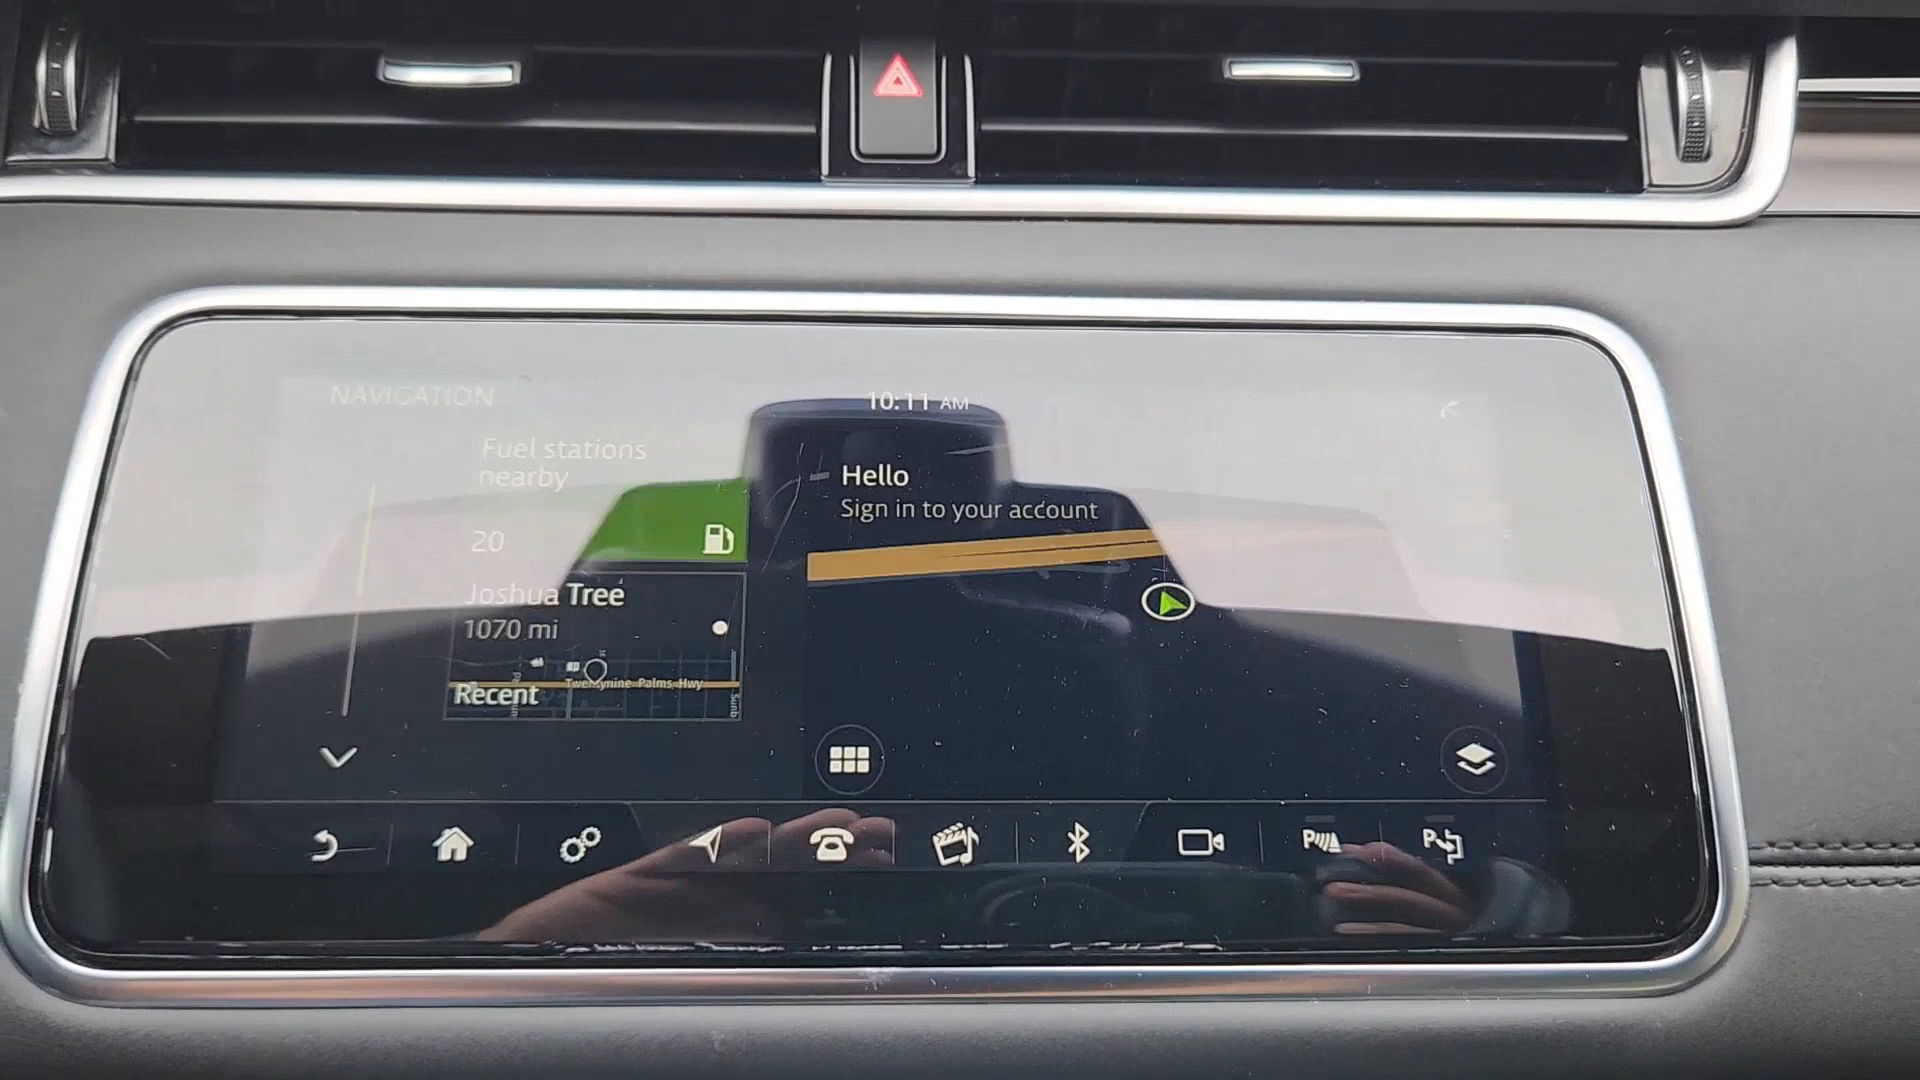 NAVIGATION
10:11 AM
Fuel stations
nearby
20
Joshua Tree
1070 mi
Twentynine Palms Hwy
Recent
Sunb
Hello
Sign in to your account
P
P